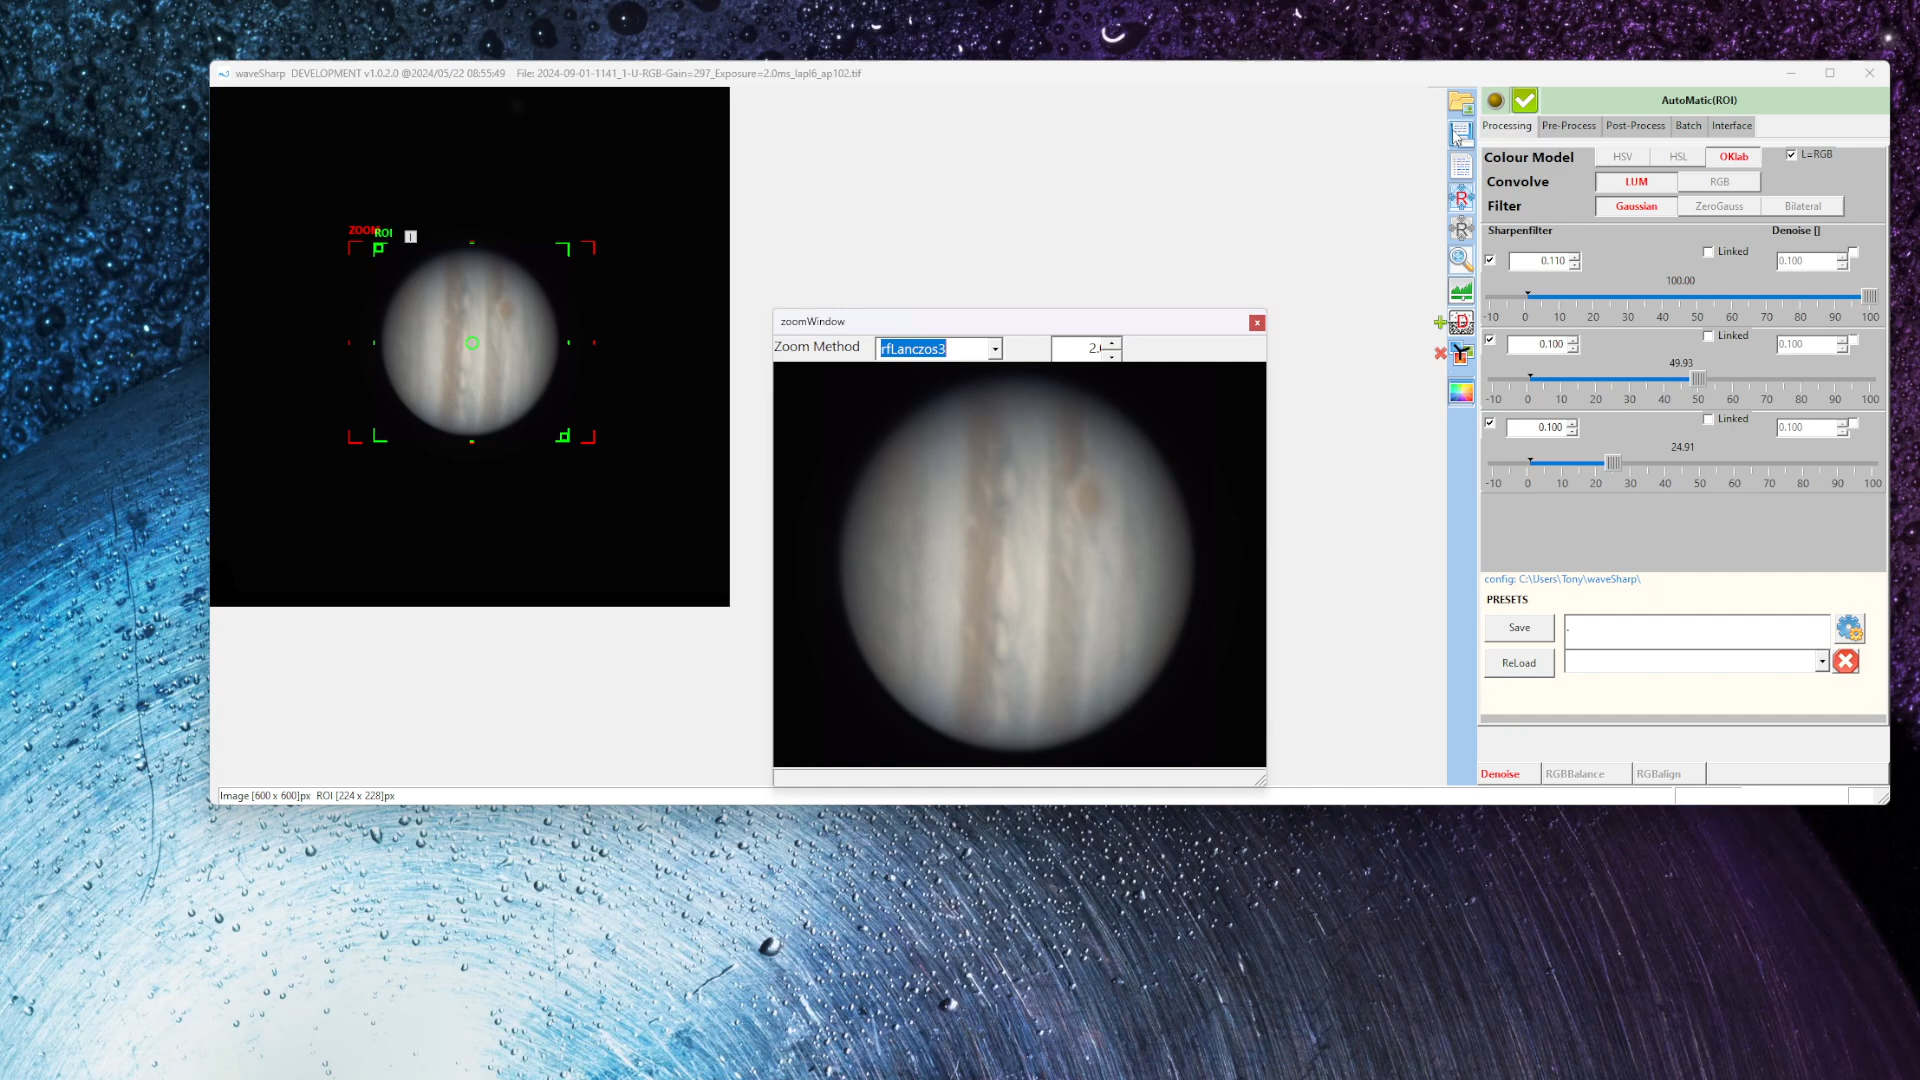 waveSharp DEVELOPMENT v1.0.2.0 @2024/05/22 08:55:49 File: 2024-09-01-1141_1-U-RGB-Gain=297_Exposure=2.0ms_lapl6_ap102.tif
AutoMatic(ROI)
Processing Pre-Process Post-Process Batch Interface
Colour Model HSV HSL OKlab L=RGB
Convolve LUM RGB
Filter Gaussian ZeroGauss Bilateral
Sharpenfilter Denoise []
0.110 Linked 0.100
100.00
-10 0 10 20 30 40 50 60 70 80 90 100
0.100 Linked 0.100
49.93
-10 0 10 20 30 40 50 60 70 80 90 100
0.100 Linked 0.100
24.91
-10 0 10 20 30 40 50 60 70 80 90 100
config: C:\Users\Tony\waveSharp\
PRESETS
Save .
ReLoad
Denoise RGBBalance RGBalign
ZOOM ROI I
zoomWindow x
Zoom Method rfLanczos3 2.
R
R
D
Image [600 x 600]px ROI [224 x 228]px